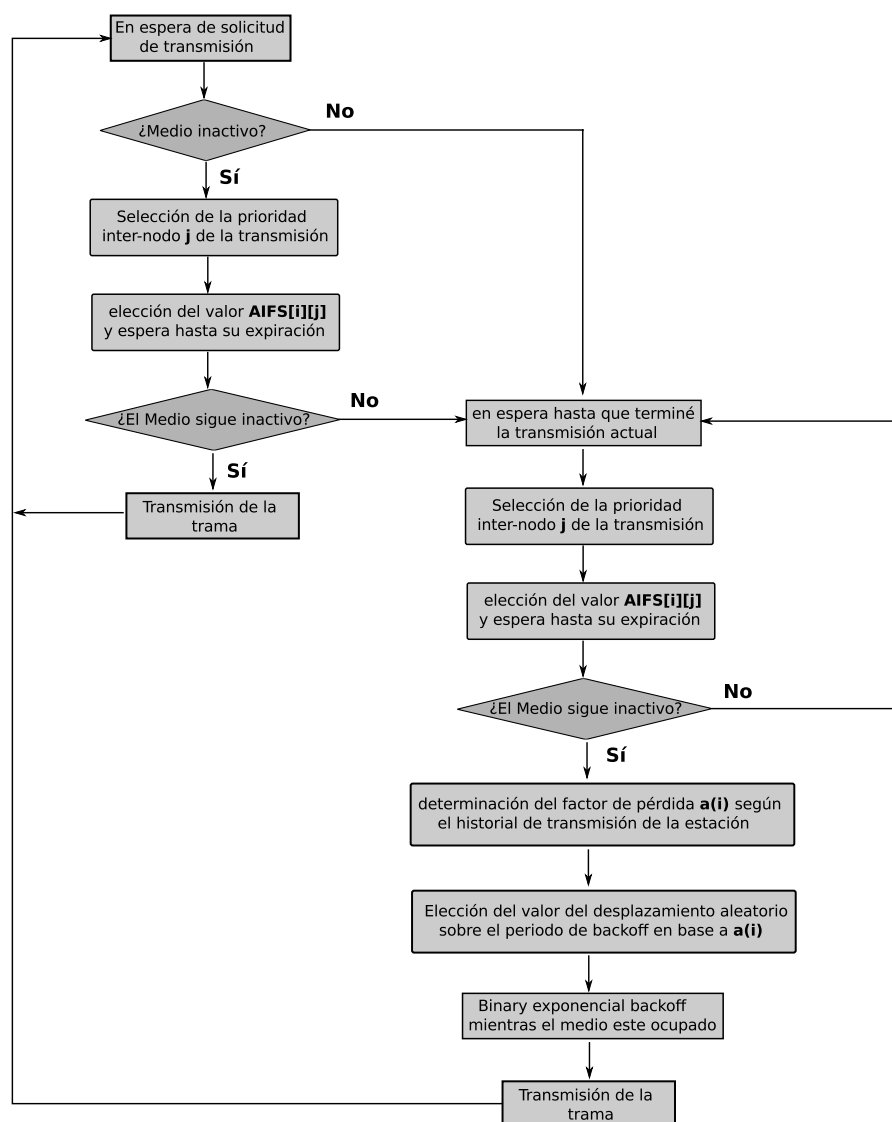 En espera de solicitud
de transmisión
¿Medio inactivo?
No
Sí
Selección de la prioridad
inter-nodo j de la transmisión
elección del valor AIFS[i][j]
y espera hasta su expiración
¿El Medio sigue inactivo?
No
Sí
Transmisión de la
trama
en espera hasta que terminé
la transmisión actual
Selección de la prioridad
inter-nodo j de la transmisión
elección del valor AIFS[i][j]
y espera hasta su expiración
¿El Medio sigue inactivo?
No
Sí
determinación del factor de pérdida a(i) según
el historial de transmisión de la estación
Elección del valor del desplazamiento aleatorio
sobre el periodo de backoff en base a a(i)
Binary exponencial backoff
mientras el medio este ocupado
Transmisión de la
trama